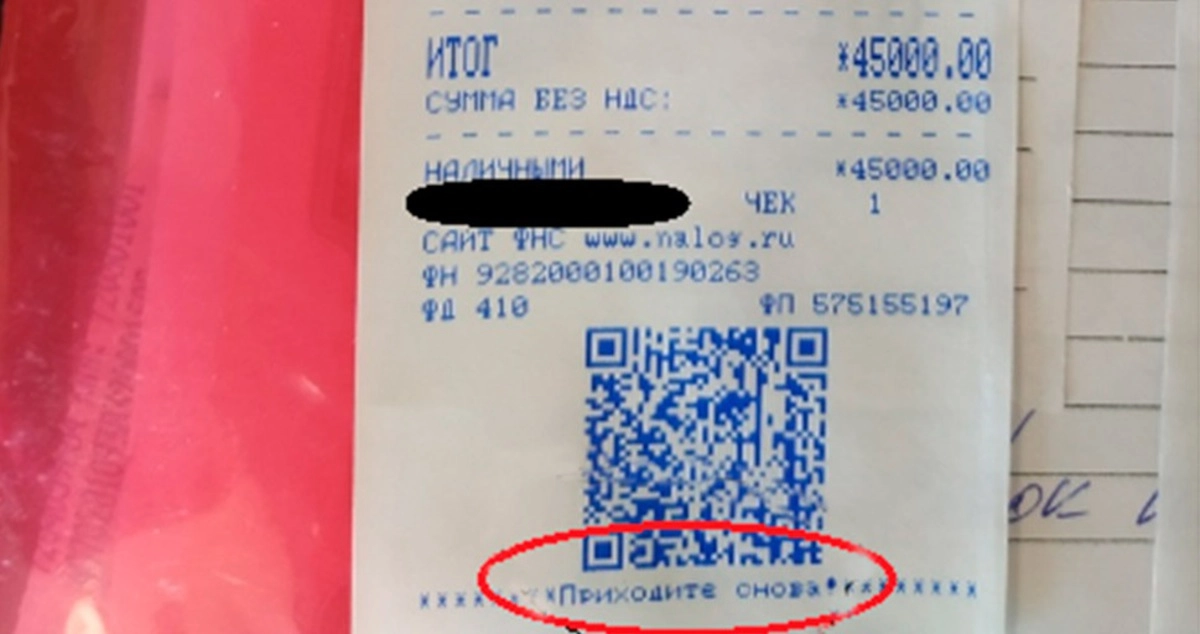 - - - - - - - - - - - - - - - - - - - -
ИТОГ *45000.00
СУММА БЕЗ НДС: *45000.00
- - - - - - - - - - - - - - - - - - - -
НАЛИЧНЫМИ *45000.00
ЧЕК 1
САЙТ ФНС www.nalog.ru
ФН 9282000100190263
ФД 410 ФП 575155197
Приходите снова!